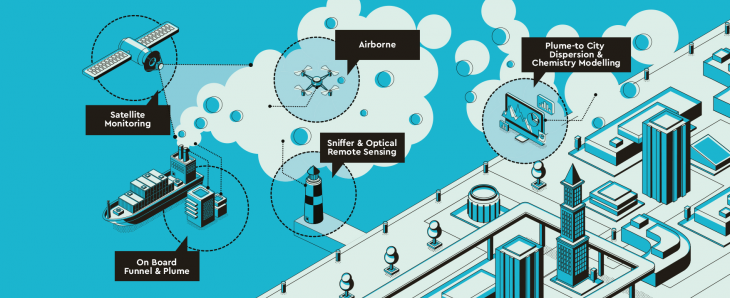 Airborne
Plume-to City
Dispersion &
Chemistry Modelling
Satellite
Monitoring
Sniffer & Optical
Remote Sensing
On Board
Funnel & Plume